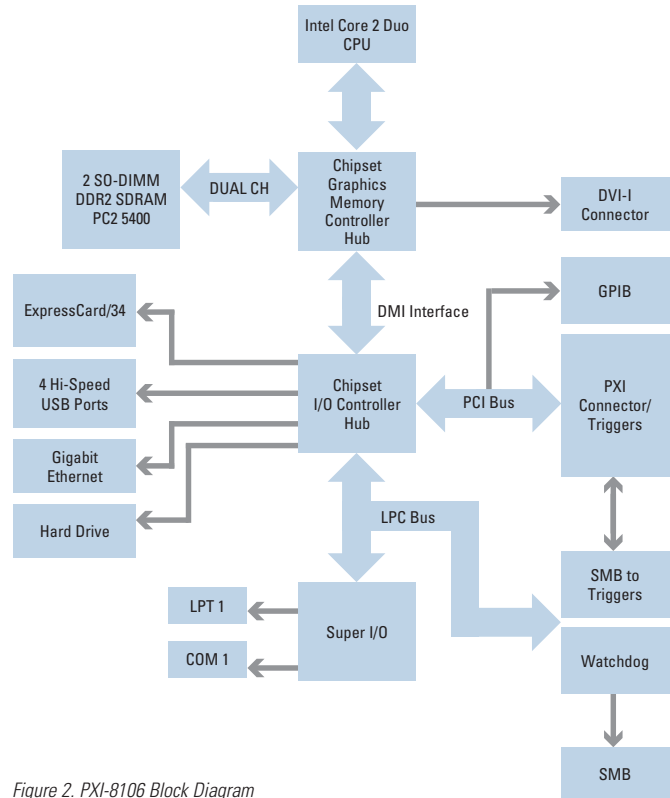 Intel Core 2 Duo
CPU
2 SO-DIMM
DDR2 SDRAM
PC2 5400
DUAL CH
Chipset
Graphics
Memory
Controller
Hub
DVI-I
Connector
DMI Interface
GPIB
ExpressCard/34
4 Hi-Speed
USB Ports
Chipset
I/O Controller
Hub
PCI Bus
PXI
Connector/
Triggers
Gigabit
Ethernet
Hard Drive
LPC Bus
SMB to
Triggers
LPT 1
COM 1
Super I/O
Watchdog
SMB
Figure 2. PXI-8106 Block Diagram